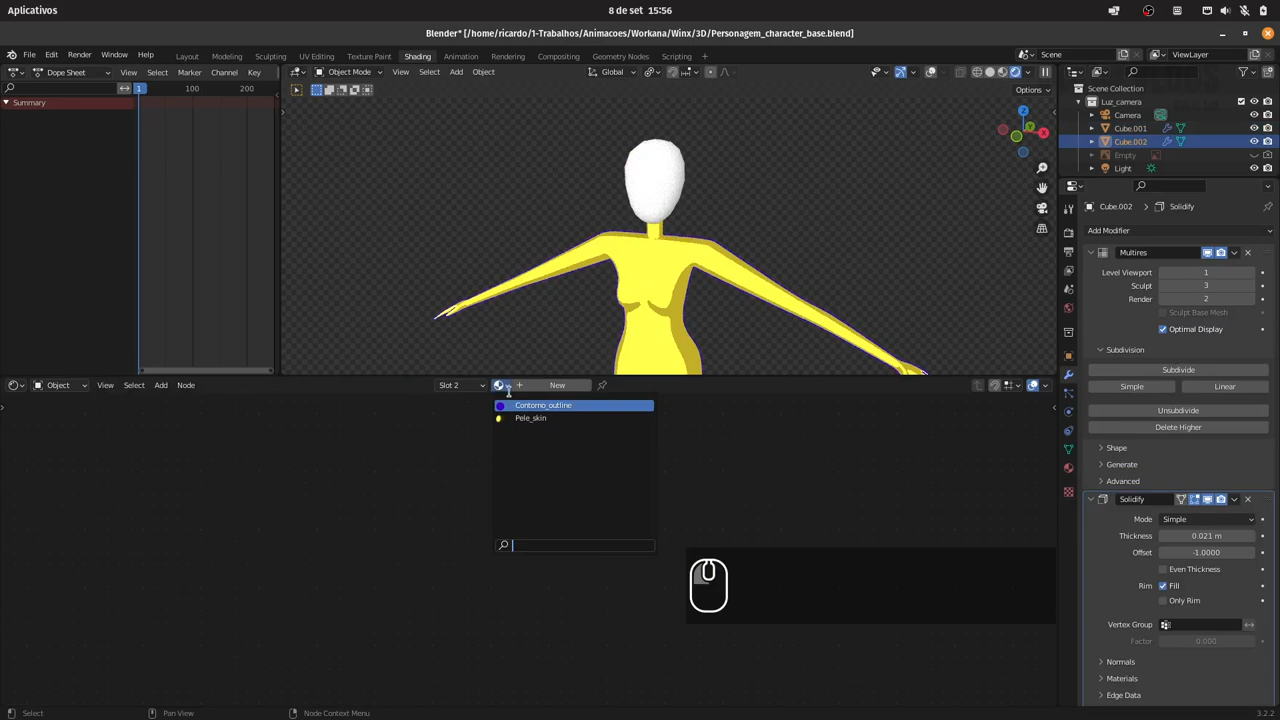 Aplicativos
8 de set 15:56
Blender* [/home/ricardo/1-Trabalhos/Animacoes/Workana/Winx/3D/Personagem_character_base.blend]
File Edit Render Window Help Layout Modeling Sculpting UV Editing Texture Paint Shading Animation Rendering Compositing Geometry Nodes Scripting Scene ViewLayer
Dope Sheet View Select Marker Channel Key Object Mode View Select Add Object Global
1 100 200
Options
Summary
Scene Collection
Luz_camera
Camera
Cube.001
Cube.002
Empty
Light
Cube.002 Solidify
Add Modifier
Multires
Level Viewport 1
Sculpt 3
Render 2
Sculpt Base Mesh
Optimal Display
Subdivision
Subdivide
Simple Linear
Unsubdivide
Delete Higher
Shape
Generate
Advanced
Solidify
Mode Simple
Thickness 0.021 m
Offset -1.0000
Even Thickness
Rim Fill
Only Rim
Vertex Group
Factor 0.000
Normals
Materials
Edge Data
Object View Select Add Node Slot 2 New
Contorno_outline
Pele_skin
Select Pan View Node Context Menu 3.2.2